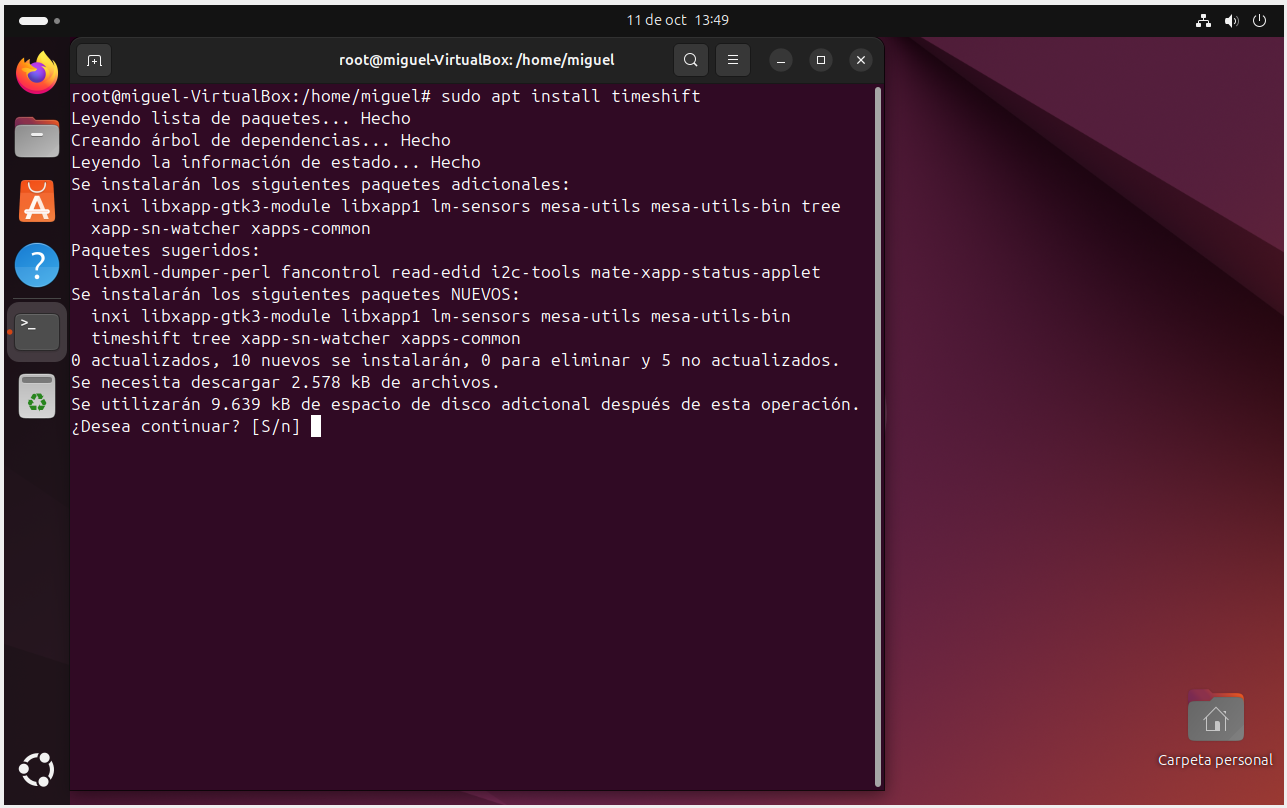 11 de oct 13:49
root@miguel-VirtualBox: /home/miguel
root@miguel-VirtualBox:/home/miguel# sudo apt install timeshift
Leyendo lista de paquetes... Hecho
Creando árbol de dependencias... Hecho
Leyendo la información de estado... Hecho
Se instalarán los siguientes paquetes adicionales:
  inxi libxapp-gtk3-module libxapp1 lm-sensors mesa-utils mesa-utils-bin tree
  xapp-sn-watcher xapps-common
Paquetes sugeridos:
  libxml-dumper-perl fancontrol read-edid i2c-tools mate-xapp-status-applet
Se instalarán los siguientes paquetes NUEVOS:
  inxi libxapp-gtk3-module libxapp1 lm-sensors mesa-utils mesa-utils-bin
  timeshift tree xapp-sn-watcher xapps-common
0 actualizados, 10 nuevos se instalarán, 0 para eliminar y 5 no actualizados.
Se necesita descargar 2.578 kB de archivos.
Se utilizarán 9.639 kB de espacio de disco adicional después de esta operación.
¿Desea continuar? [S/n]
Carpeta personal